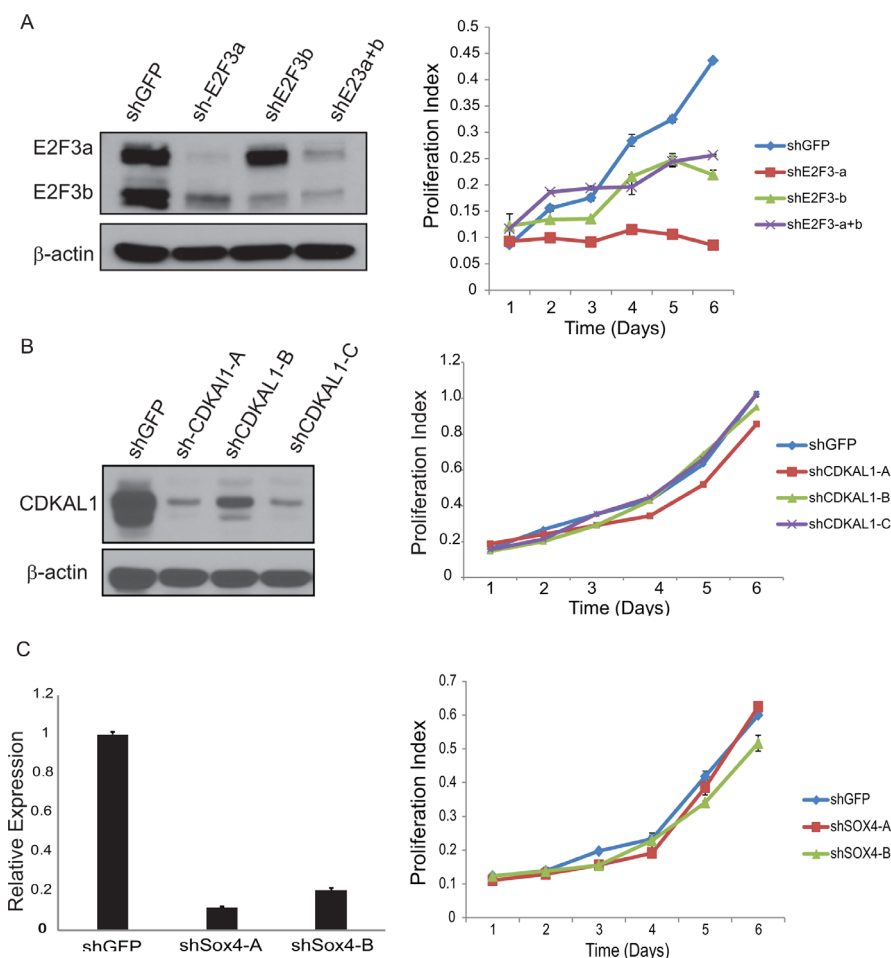 A
shGFP
sh-E2F3a
shE2F3b
shE23a+b
E2F3a
E2F3b
β-actin
Proliferation Index
0.5
0.45
0.4
0.35
0.3
0.25
0.2
0.15
0.1
0.05
0
1 2 3 4 5 6
Time (Days)
shGFP
shE2F3-a
shE2F3-b
shE2F3-a+b
B
shGFP
sh-CDKAl1-A
shCDKAL1-B
shCDKAL1-C
CDKAL1
β-actin
Proliferation Index
1.2
1.0
0.8
0.6
0.4
0.2
0
1 2 3 4 5 6
Time (Days)
shGFP
shCDKAL1-A
shCDKAL1-B
shCDKAL1-C
C
Relative Expression
1.2
1
0.8
0.6
0.4
0.2
0
shGFP shSox4-A shSox4-B
Proliferation Index
0.7
0.6
0.5
0.4
0.3
0.2
0.1
0
1 2 3 4 5 6
Time (Days)
shGFP
shSOX4-A
shSOX4-B